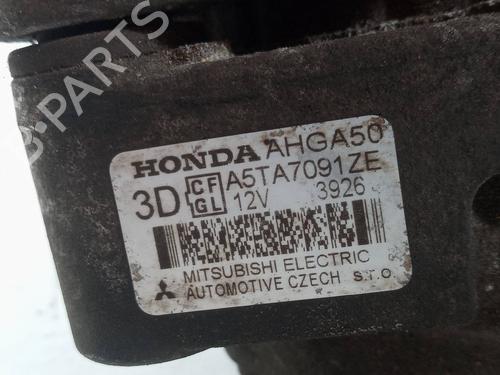 HONDA AHGA50
3D CF GL A5TA7091ZE
12V 3926
MITSUBISHI ELECTRIC
AUTOMOTIVE CZECH s.r.o.
B-PARTS